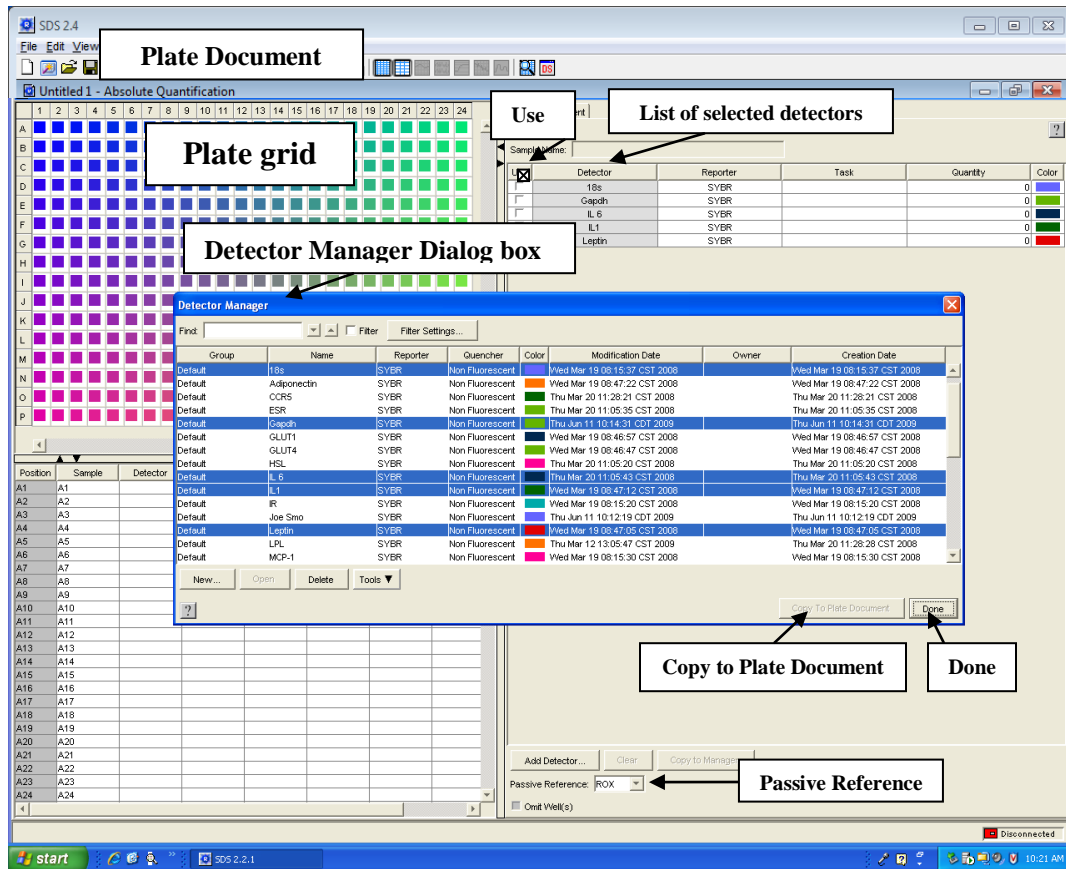 SDS 2.4
File Edit View
Plate Document
Untitled 1 - Absolute Quantification
1 2 3 4 5 6 7 8 9 10 11 12 13 14 15 16 17 18 19 20 21 22 23 24
A
B
C
D
E
F
G
H
I
J
K
L
M
N
O
P
Plate grid
Use
List of selected detectors
Sample Name:
Detector Reporter Task Quantity Color
18s SYBR 0
Gapdh SYBR 0
IL 6 SYBR 0
IL1 SYBR 0
Leptin SYBR 0
Detector Manager Dialog box
Detector Manager
Find: Filter Filter Settings...
Group Name Reporter Quencher Color Modification Date Owner Creation Date
Default 18s SYBR Non Fluorescent Wed Mar 19 08:15:37 CST 2008 Wed Mar 19 08:15:37 CST 2008
Default Adiponectin SYBR Non Fluorescent Wed Mar 19 08:47:22 CST 2008 Wed Mar 19 08:47:22 CST 2008
Default CCR5 SYBR Non Fluorescent Thu Mar 20 11:28:21 CST 2008 Thu Mar 20 11:28:21 CST 2008
Default ESR SYBR Non Fluorescent Thu Mar 20 11:05:35 CST 2008 Thu Mar 20 11:05:35 CST 2008
Default Gapdh SYBR Non Fluorescent Thu Jun 11 10:14:31 CDT 2009 Thu Jun 11 10:14:31 CDT 2009
Default GLUT1 SYBR Non Fluorescent Wed Mar 19 08:46:57 CST 2008 Wed Mar 19 08:46:57 CST 2008
Default GLUT4 SYBR Non Fluorescent Wed Mar 19 08:46:47 CST 2008 Wed Mar 19 08:46:47 CST 2008
Default HSL SYBR Non Fluorescent Thu Mar 20 11:05:20 CST 2008 Thu Mar 20 11:05:20 CST 2008
Default IL 6 SYBR Non Fluorescent Thu Mar 20 11:05:43 CST 2008 Thu Mar 20 11:05:43 CST 2008
Default IL1 SYBR Non Fluorescent Wed Mar 19 08:47:12 CST 2008 Wed Mar 19 08:47:12 CST 2008
Default IR SYBR Non Fluorescent Wed Mar 19 08:15:20 CST 2008 Wed Mar 19 08:15:20 CST 2008
Default Joe Smo SYBR Non Fluorescent Thu Jun 11 10:12:19 CDT 2009 Thu Jun 11 10:12:19 CDT 2009
Default Leptin SYBR Non Fluorescent Wed Mar 19 08:47:05 CST 2008 Wed Mar 19 08:47:05 CST 2008
Default LPL SYBR Non Fluorescent Thu Mar 12 13:05:47 CST 2009 Thu Mar 20 11:28:28 CST 2008
Default MCP-1 SYBR Non Fluorescent Wed Mar 19 08:15:30 CST 2008 Wed Mar 19 08:15:30 CST 2008
New... Open Delete Tools
Copy To Plate Document Done
Copy to Plate Document
Done
Position Sample Detector
A1 A1
A2 A2
A3 A3
A4 A4
A5 A5
A6 A6
A7 A7
A8 A8
A9 A9
A10 A10
A11 A11
A12 A12
A13 A13
A14 A14
A15 A15
A16 A16
A17 A17
A18 A18
A19 A19
A20 A20
A21 A21
A22 A22
A23 A23
A24 A24
Add Detector... Clear Copy to Manager
Passive Reference: ROX
Passive Reference
Omit Well(s)
Disconnected
start SDS 2.2.1 10:21 AM